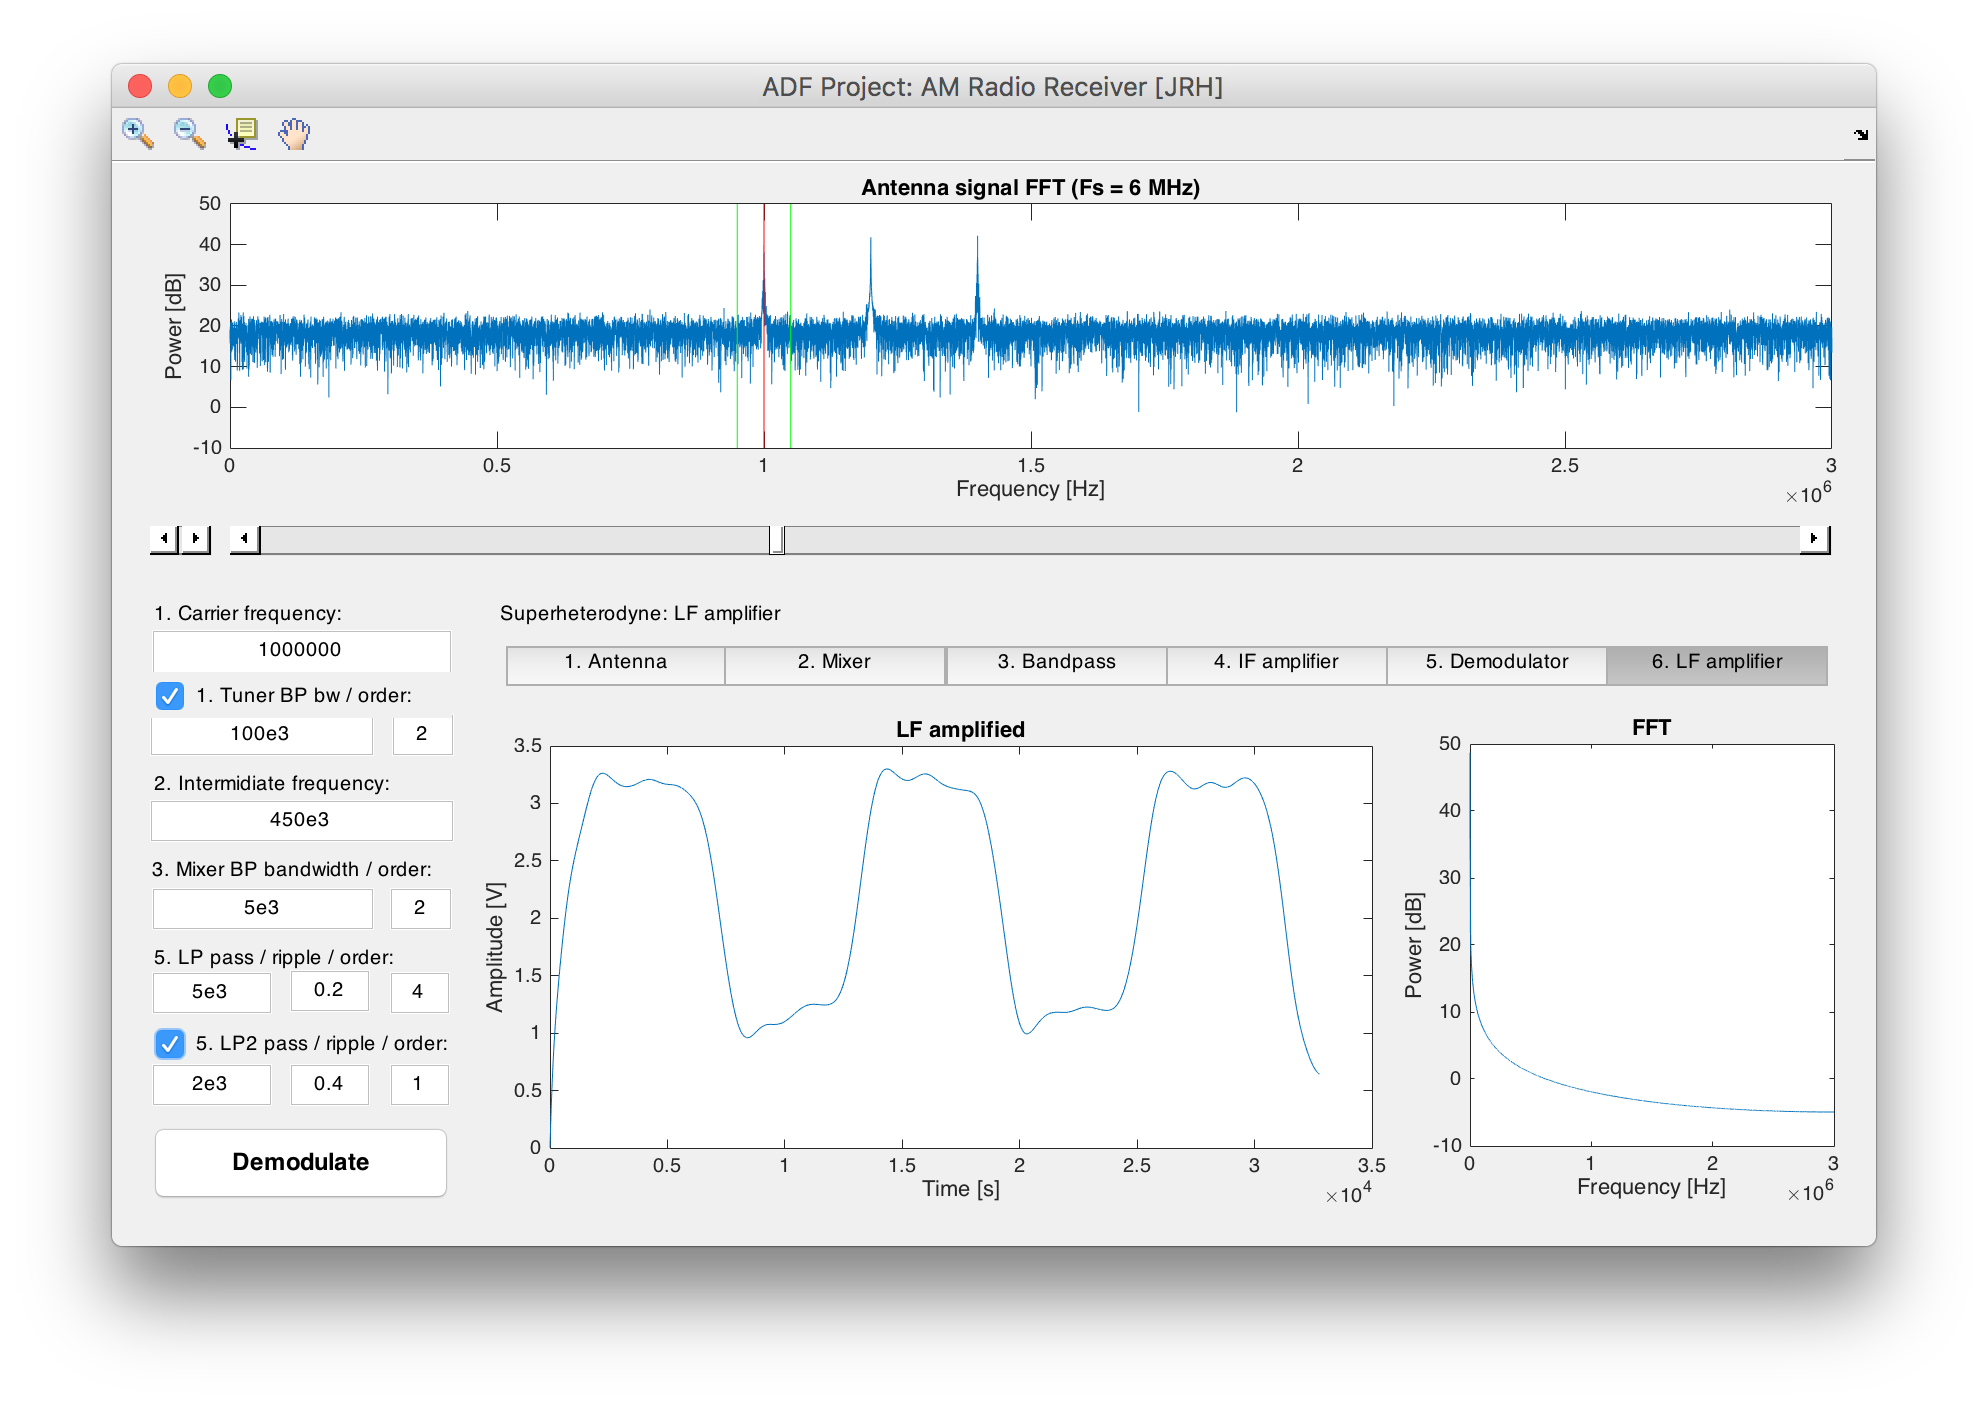 ADF Project: AM Radio Receiver [JRH]
Antenna signal FFT (Fs = 6 MHz)
50
40
30
20
10
0
-10
Power [dB]
0 0.5 1 1.5 2 2.5 3
Frequency [Hz]
×10^6
1. Carrier frequency:
1000000
1. Tuner BP bw / order:
100e3 2
2. Intermidiate frequency:
450e3
3. Mixer BP bandwidth / order:
5e3 2
5. LP pass / ripple / order:
5e3 0.2 4
5. LP2 pass / ripple / order:
2e3 0.4 1
Demodulate
Superheterodyne: LF amplifier
1. Antenna 2. Mixer 3. Bandpass 4. IF amplifier 5. Demodulator 6. LF amplifier
LF amplified
3.5
3
2.5
2
1.5
1
0.5
0
Amplitude [V]
0 0.5 1 1.5 2 2.5 3 3.5
Time [s]
×10^4
FFT
50
40
30
20
10
0
-10
Power [dB]
0 1 2 3
Frequency [Hz]
×10^6